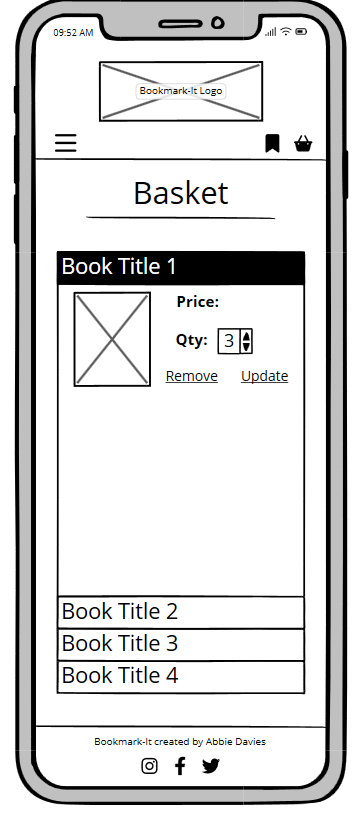 09:52 AM
Bookmark-It Logo
Basket
Book Title 1
Price:
Qty: 3
Remove Update
Book Title 2
Book Title 3
Book Title 4
Bookmark-It created by Abbie Davies